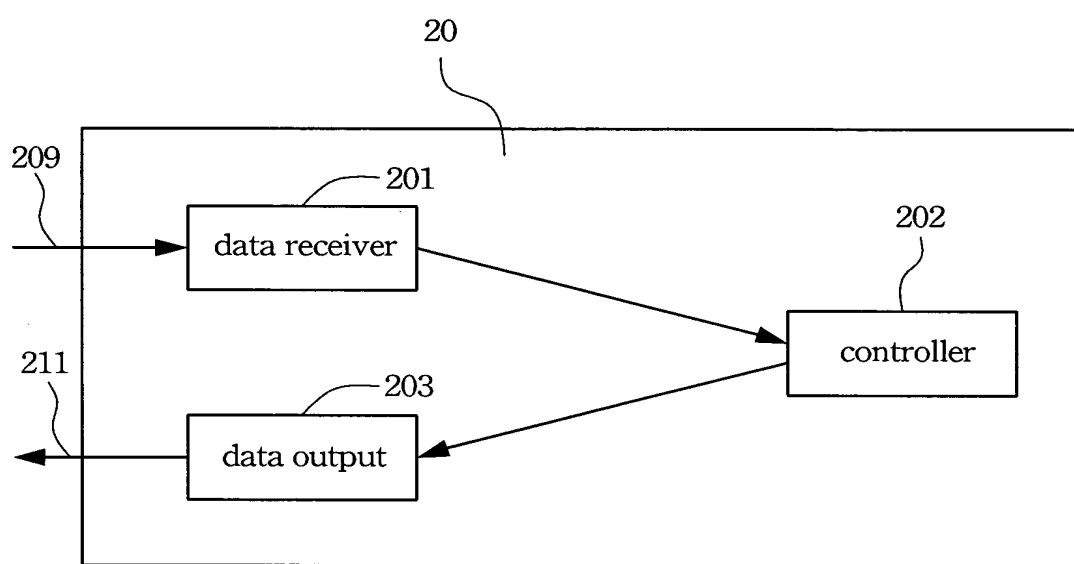 20
209
201
data receiver
202
controller
211
203
data output